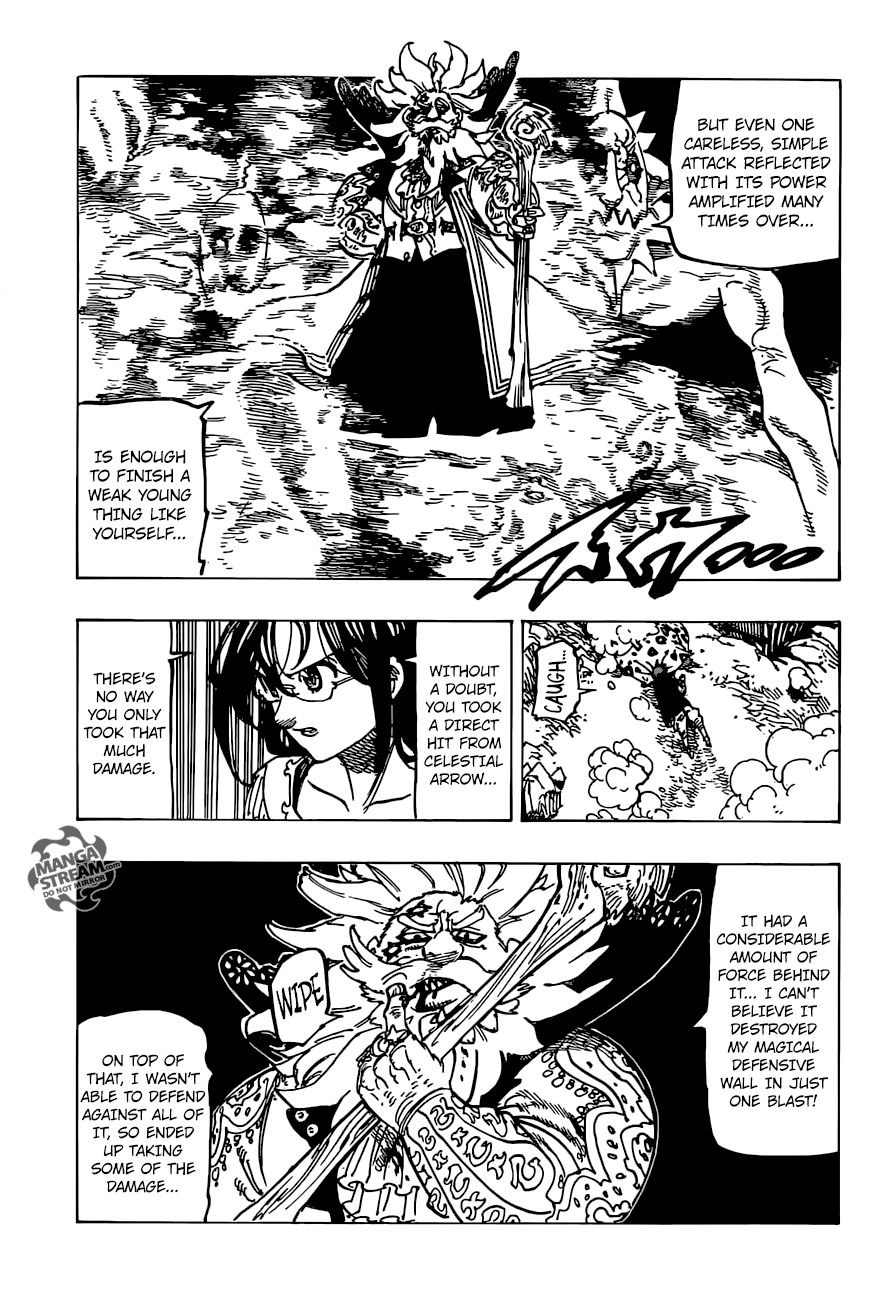 BUT EVEN ONE
CARELESS, SIMPLE
ATTACK REFLECTED
WITH ITS POWER
AMPLIFIED MANY
TIMES OVER...
IS ENOUGH
TO FINISH A
WEAK YOUNG
THING LIKE
YOURSELF...
CAUGH...
WITHOUT
A DOUBT,
YOU TOOK
A DIRECT
HIT FROM
CELESTIAL
ARROW...
THERE'S
NO WAY
YOU ONLY
TOOK THAT
MUCH
DAMAGE.
MANGA
STREAM.com
DO NOT MIRROR
IT HAD A
CONSIDERABLE
AMOUNT OF
FORCE BEHIND
IT... I CAN'T
BELIEVE IT
DESTROYED
MY MAGICAL
DEFENSIVE
WALL IN JUST
ONE BLAST!
WIPE
ON TOP OF
THAT, I WASN'T
ABLE TO DEFEND
AGAINST ALL OF
IT, SO ENDED
UP TAKING
SOME OF THE
DAMAGE...